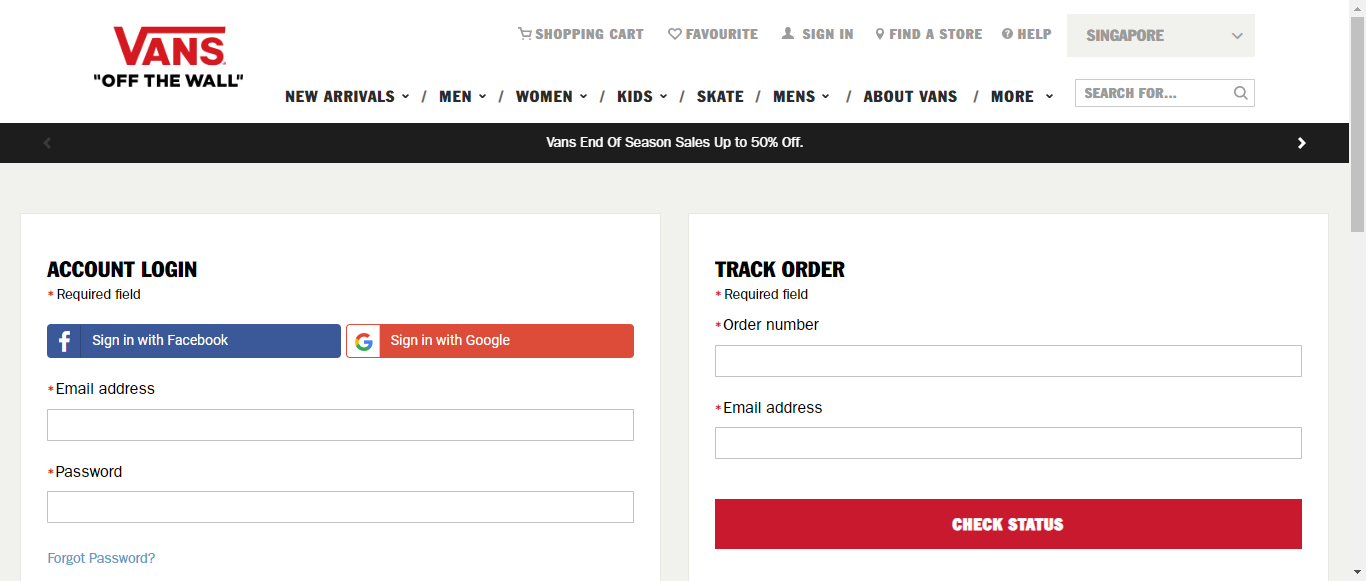 VANS
"OFF THE WALL"
SHOPPING CART FAVOURITE SIGN IN FIND A STORE HELP SINGAPORE
NEW ARRIVALS / MEN / WOMEN / KIDS / SKATE / MENS / ABOUT VANS / MORE SEARCH FOR...
Vans End Of Season Sales Up to 50% Off.
ACCOUNT LOGIN
* Required field
f Sign in with Facebook G Sign in with Google
*Email address
*Password
Forgot Password?
TRACK ORDER
* Required field
*Order number
*Email address
CHECK STATUS